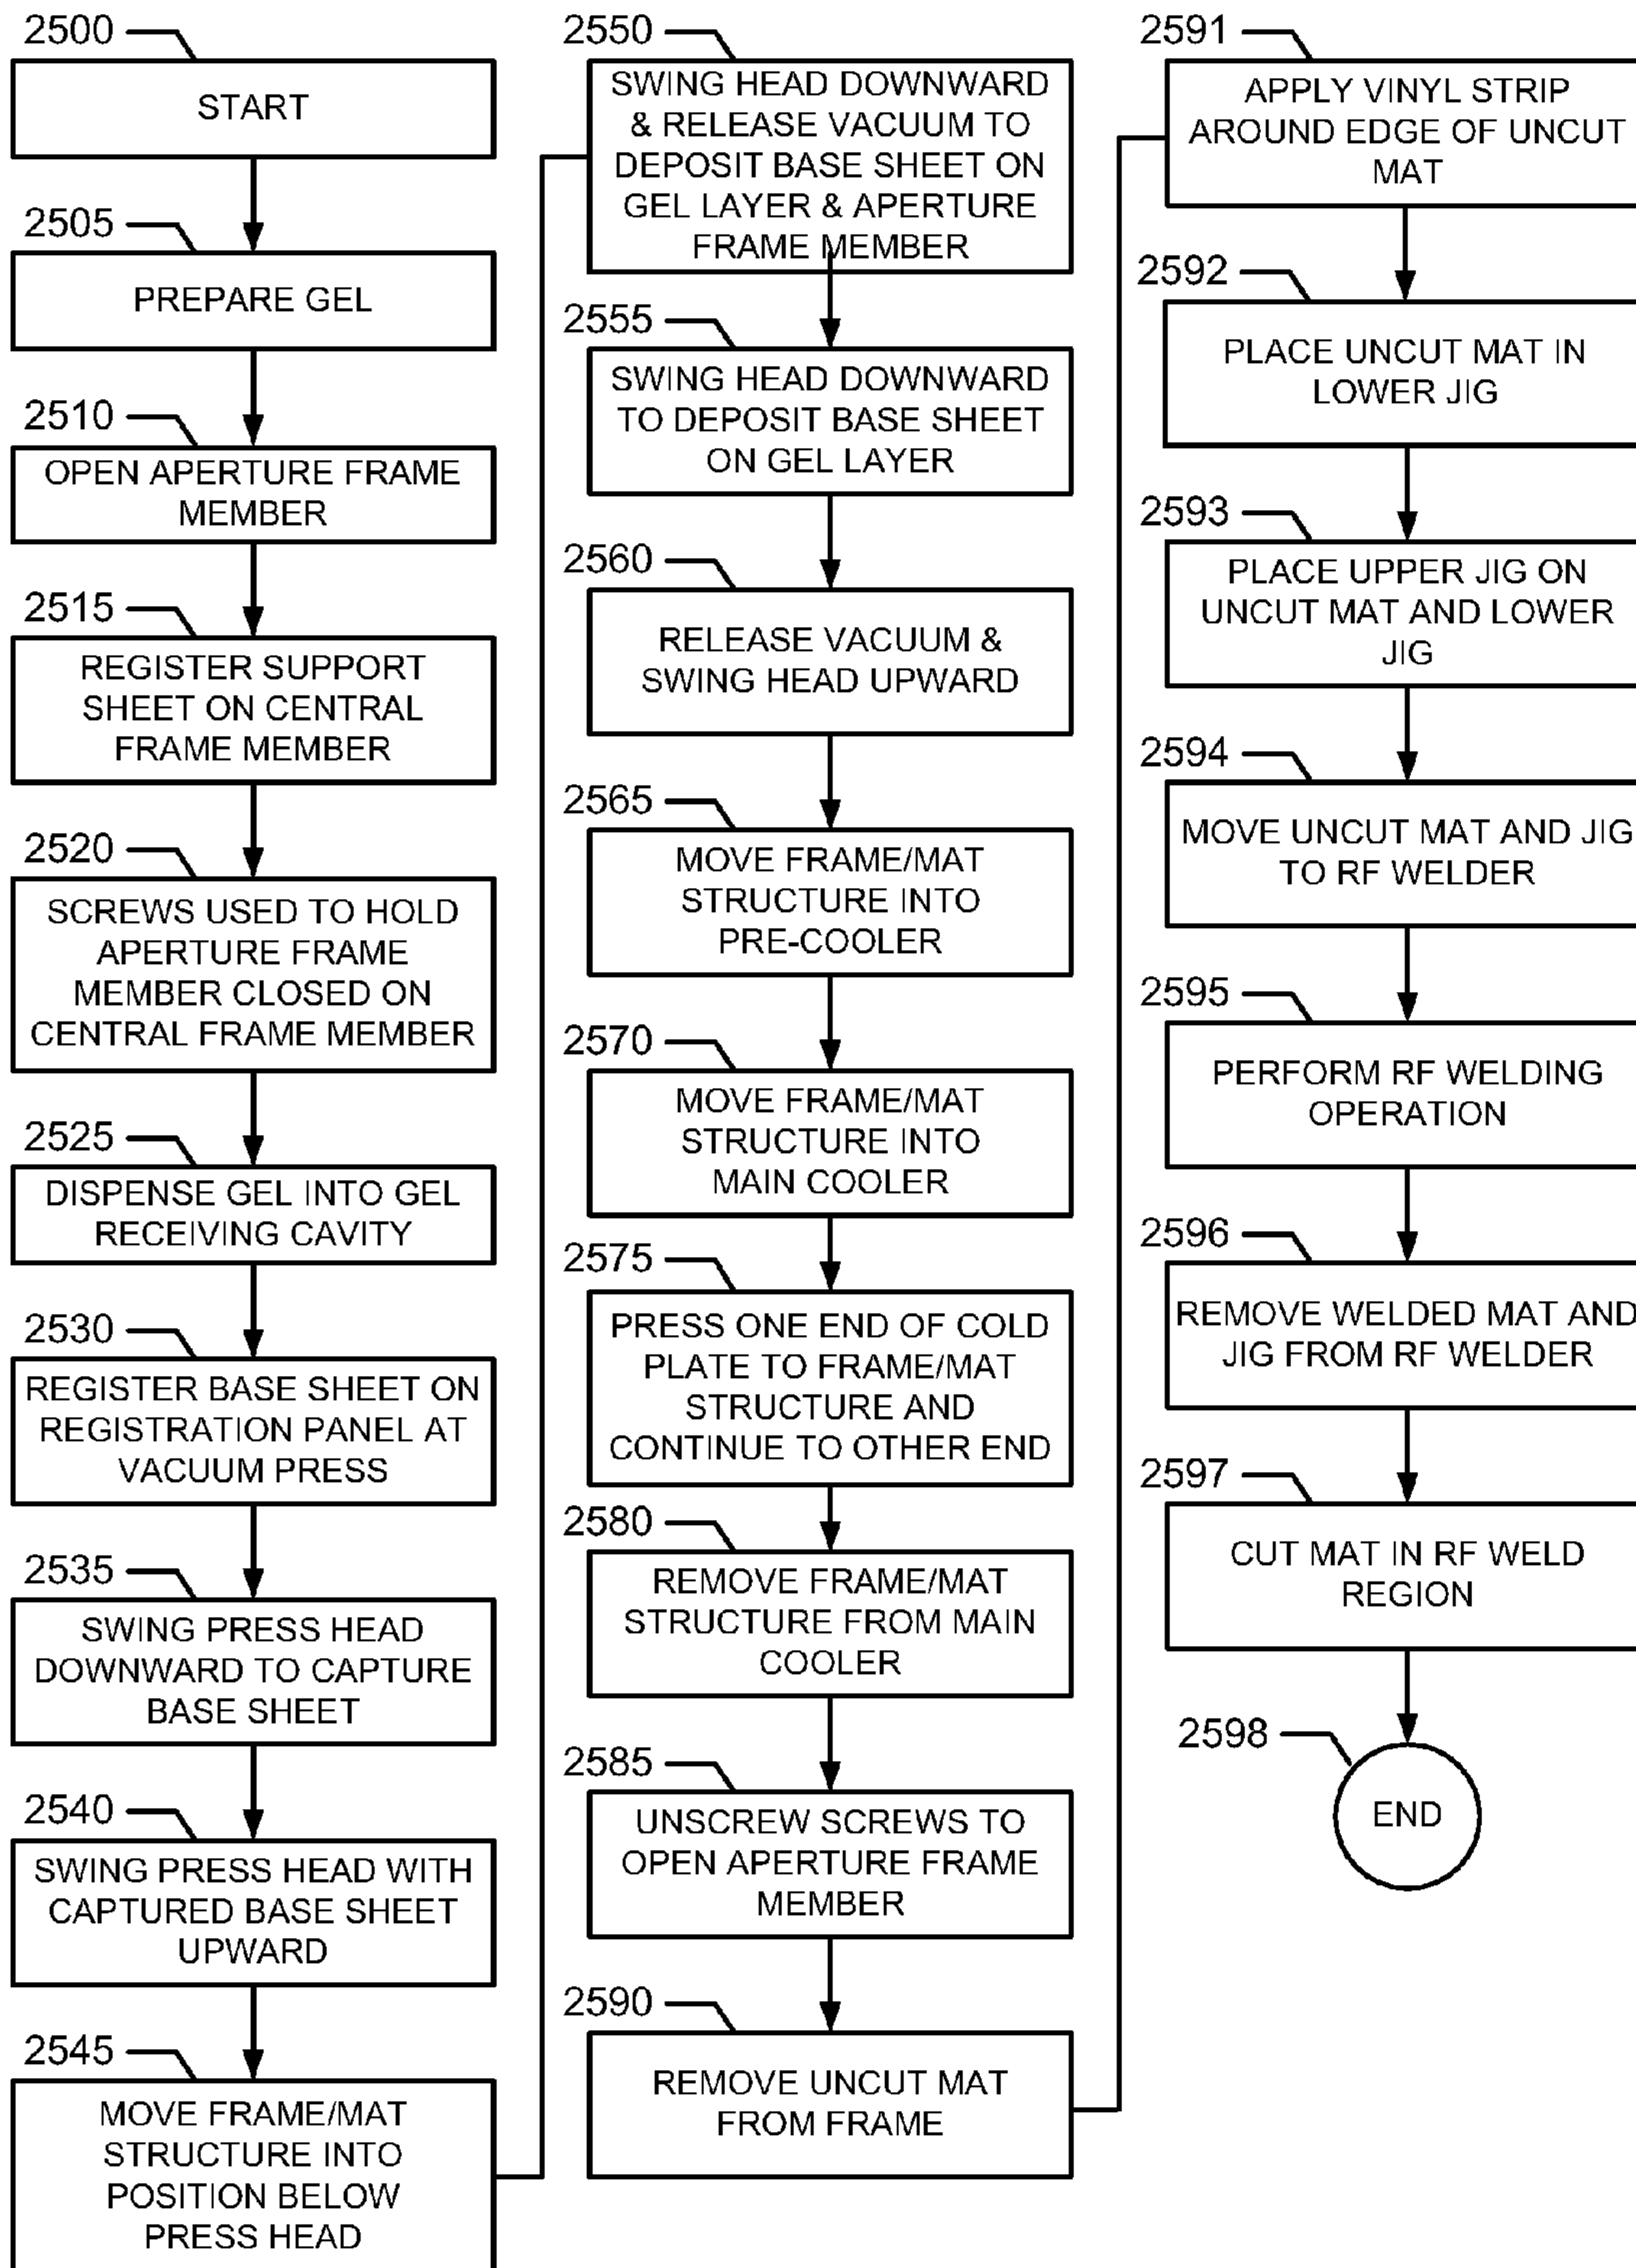 2500
START
2505
PREPARE GEL
2510
OPEN APERTURE FRAME
MEMBER
2515
REGISTER SUPPORT
SHEET ON CENTRAL
FRAME MEMBER
2520
SCREWS USED TO HOLD
APERTURE FRAME
MEMBER CLOSED ON
CENTRAL FRAME MEMBER
2525
DISPENSE GEL INTO GEL
RECEIVING CAVITY
2530
REGISTER BASE SHEET ON
REGISTRATION PANEL AT
VACUUM PRESS
2535
SWING PRESS HEAD
DOWNWARD TO CAPTURE
BASE SHEET
2540
SWING PRESS HEAD WITH
CAPTURED BASE SHEET
UPWARD
2545
MOVE FRAME/MAT
STRUCTURE INTO
POSITION BELOW
PRESS HEAD
2550
SWING HEAD DOWNWARD
& RELEASE VACUUM TO
DEPOSIT BASE SHEET ON
GEL LAYER & APERTURE
FRAME MEMBER
2555
SWING HEAD DOWNWARD
TO DEPOSIT BASE SHEET
ON GEL LAYER
2560
RELEASE VACUUM &
SWING HEAD UPWARD
2565
MOVE FRAME/MAT
STRUCTURE INTO
PRE-COOLER
2570
MOVE FRAME/MAT
STRUCTURE INTO
MAIN COOLER
2575
PRESS ONE END OF COLD
PLATE TO FRAME/MAT
STRUCTURE AND
CONTINUE TO OTHER END
2580
REMOVE FRAME/MAT
STRUCTURE FROM MAIN
COOLER
2585
UNSCREW SCREWS TO
OPEN APERTURE FRAME
MEMBER
2590
REMOVE UNCUT MAT
FROM FRAME
2591
APPLY VINYL STRIP
AROUND EDGE OF UNCUT
MAT
2592
PLACE UNCUT MAT IN
LOWER JIG
2593
PLACE UPPER JIG ON
UNCUT MAT AND LOWER
JIG
2594
MOVE UNCUT MAT AND JIG
TO RF WELDER
2595
PERFORM RF WELDING
OPERATION
2596
REMOVE WELDED MAT AND
JIG FROM RF WELDER
2597
CUT MAT IN RF WELD
REGION
2598
END